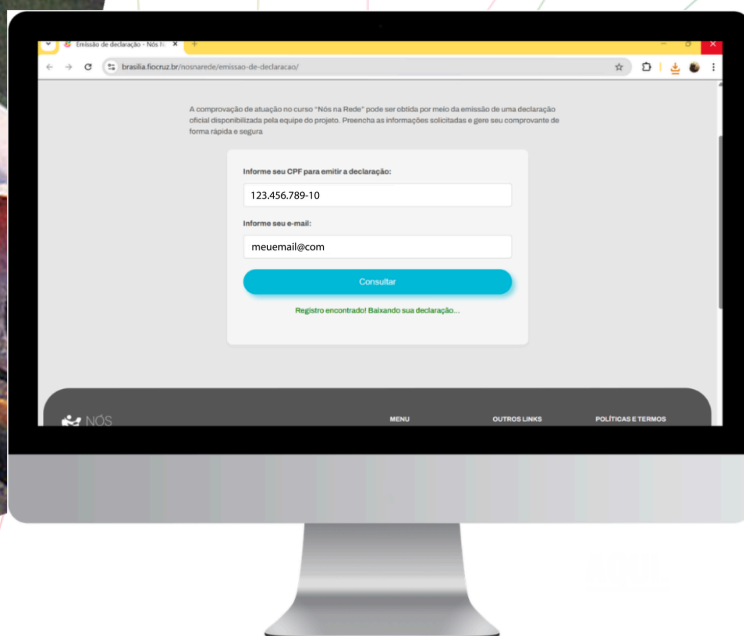 Emissão de declaração - Nós
brasilia.fiocruz.br/nosnarede/emissao-de-declaracao/
A comprovação de atuação no curso “Nós na Rede” pode ser obtida por meio da emissão de uma declaração
oficial disponibilizada pela equipe do projeto. Preencha as informações solicitadas e gere seu comprovante de
forma rápida e segura
Informe seu CPF para emitir a declaração:
123.456.789-10
Informe seu e-mail:
meuemail@com
Consultar
Registro encontrado! Baixando sua declaração...
NÓS
MENU
OUTROS LINKS
POLÍTICAS E TERMOS